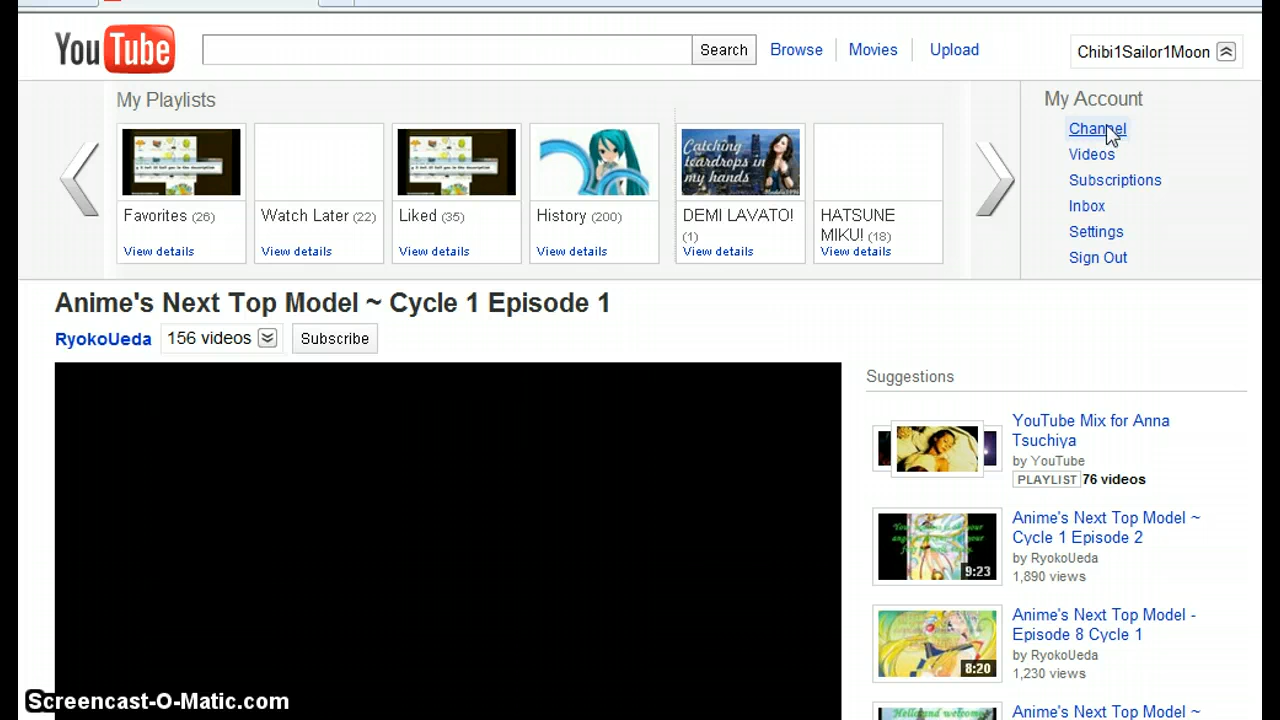 YouTube
Search
Browse
Movies
Upload
Chibi1Sailor1Moon
My Playlists
My Account
Favorites (26)
View details
Watch Later (22)
View details
Liked (35)
View details
History (200)
View details
Catching
teardrops in
my hands
DEMI LAVATO!
(1)
View details
HATSUNE
MIKU! (18)
View details
Channel
Videos
Subscriptions
Inbox
Settings
Sign Out
Anime's Next Top Model ~ Cycle 1 Episode 1
RyokoUeda
156 videos
Subscribe
Suggestions
YouTube Mix for Anna
Tsuchiya
by YouTube
PLAYLIST 76 videos
Anime's Next Top Model ~
Cycle 1 Episode 2
by RyokoUeda
1,890 views
9:23
Anime's Next Top Model -
Episode 8 Cycle 1
by RyokoUeda
1,230 views
8:20
Anime's Next Top Model ~
Hello and welcome
Screencast-O-Matic.com